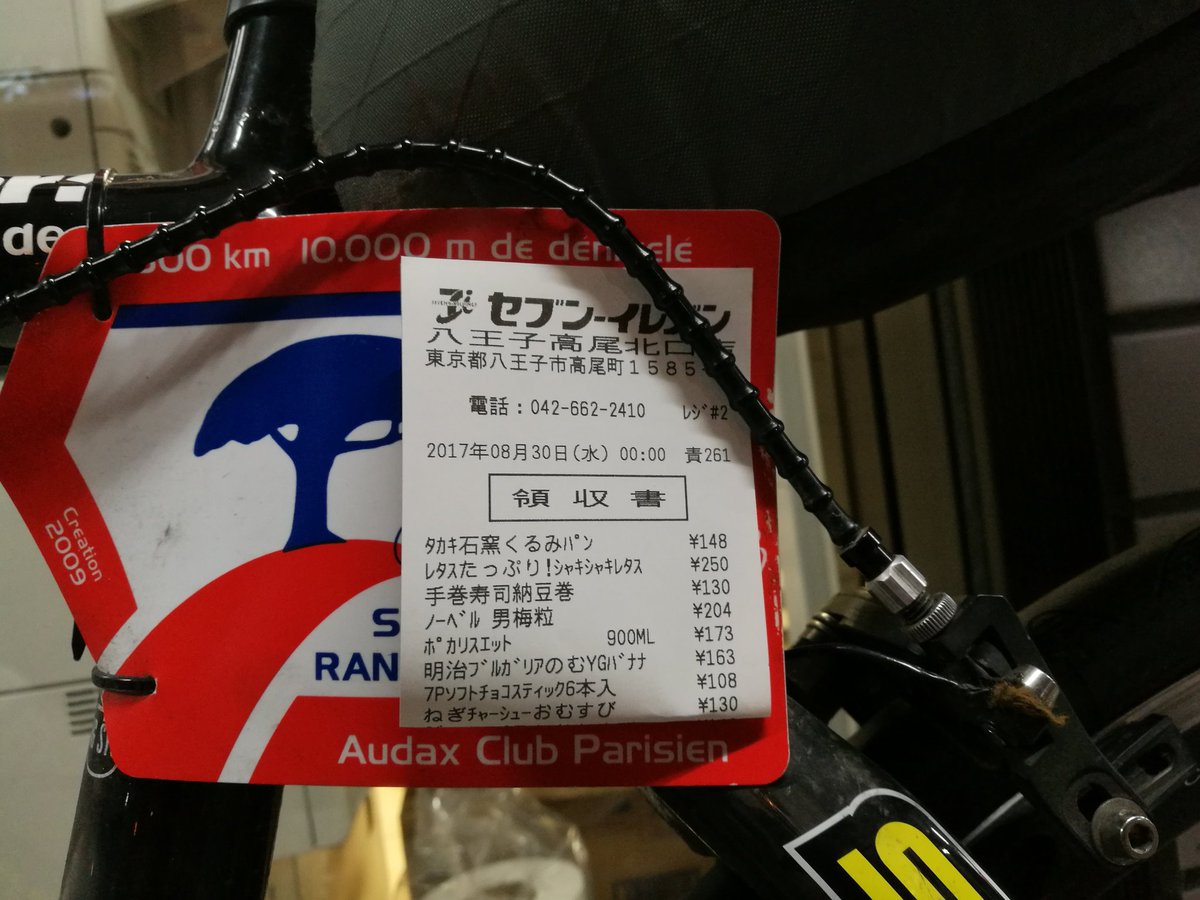 de
600 km 10.000 m de dénivelé
セブン-イレブン
八王子高尾北口店
東京都八王子市高尾町1585-
電話:042-662-2410 レジ#2
2017年08月30日(水) 00:00 責261
領収書
タカキ石窯くるみパン ¥148
レタスたっぷり!シャキシャキレタス ¥250
手巻寿司納豆巻 ¥130
ノーベル 男梅粒 ¥204
ポカリスエット 900ML ¥173
明治ブルガリアのむYGバナナ ¥163
7Pソフトチョコスティック6本入 ¥108
ねぎチャーシューおむすび ¥130
Creation
2009
S
RAN
Audax Club Parisien